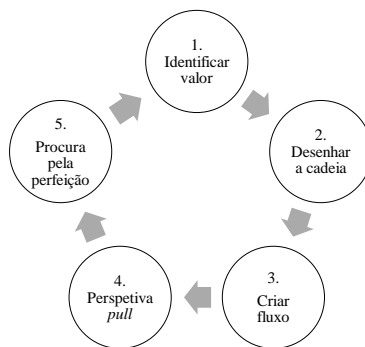 1.
Identificar
valor
2.
Desenhar
a cadeia
3.
Criar
fluxo
4.
Perspetiva
pull
5.
Procura
pela
perfeição